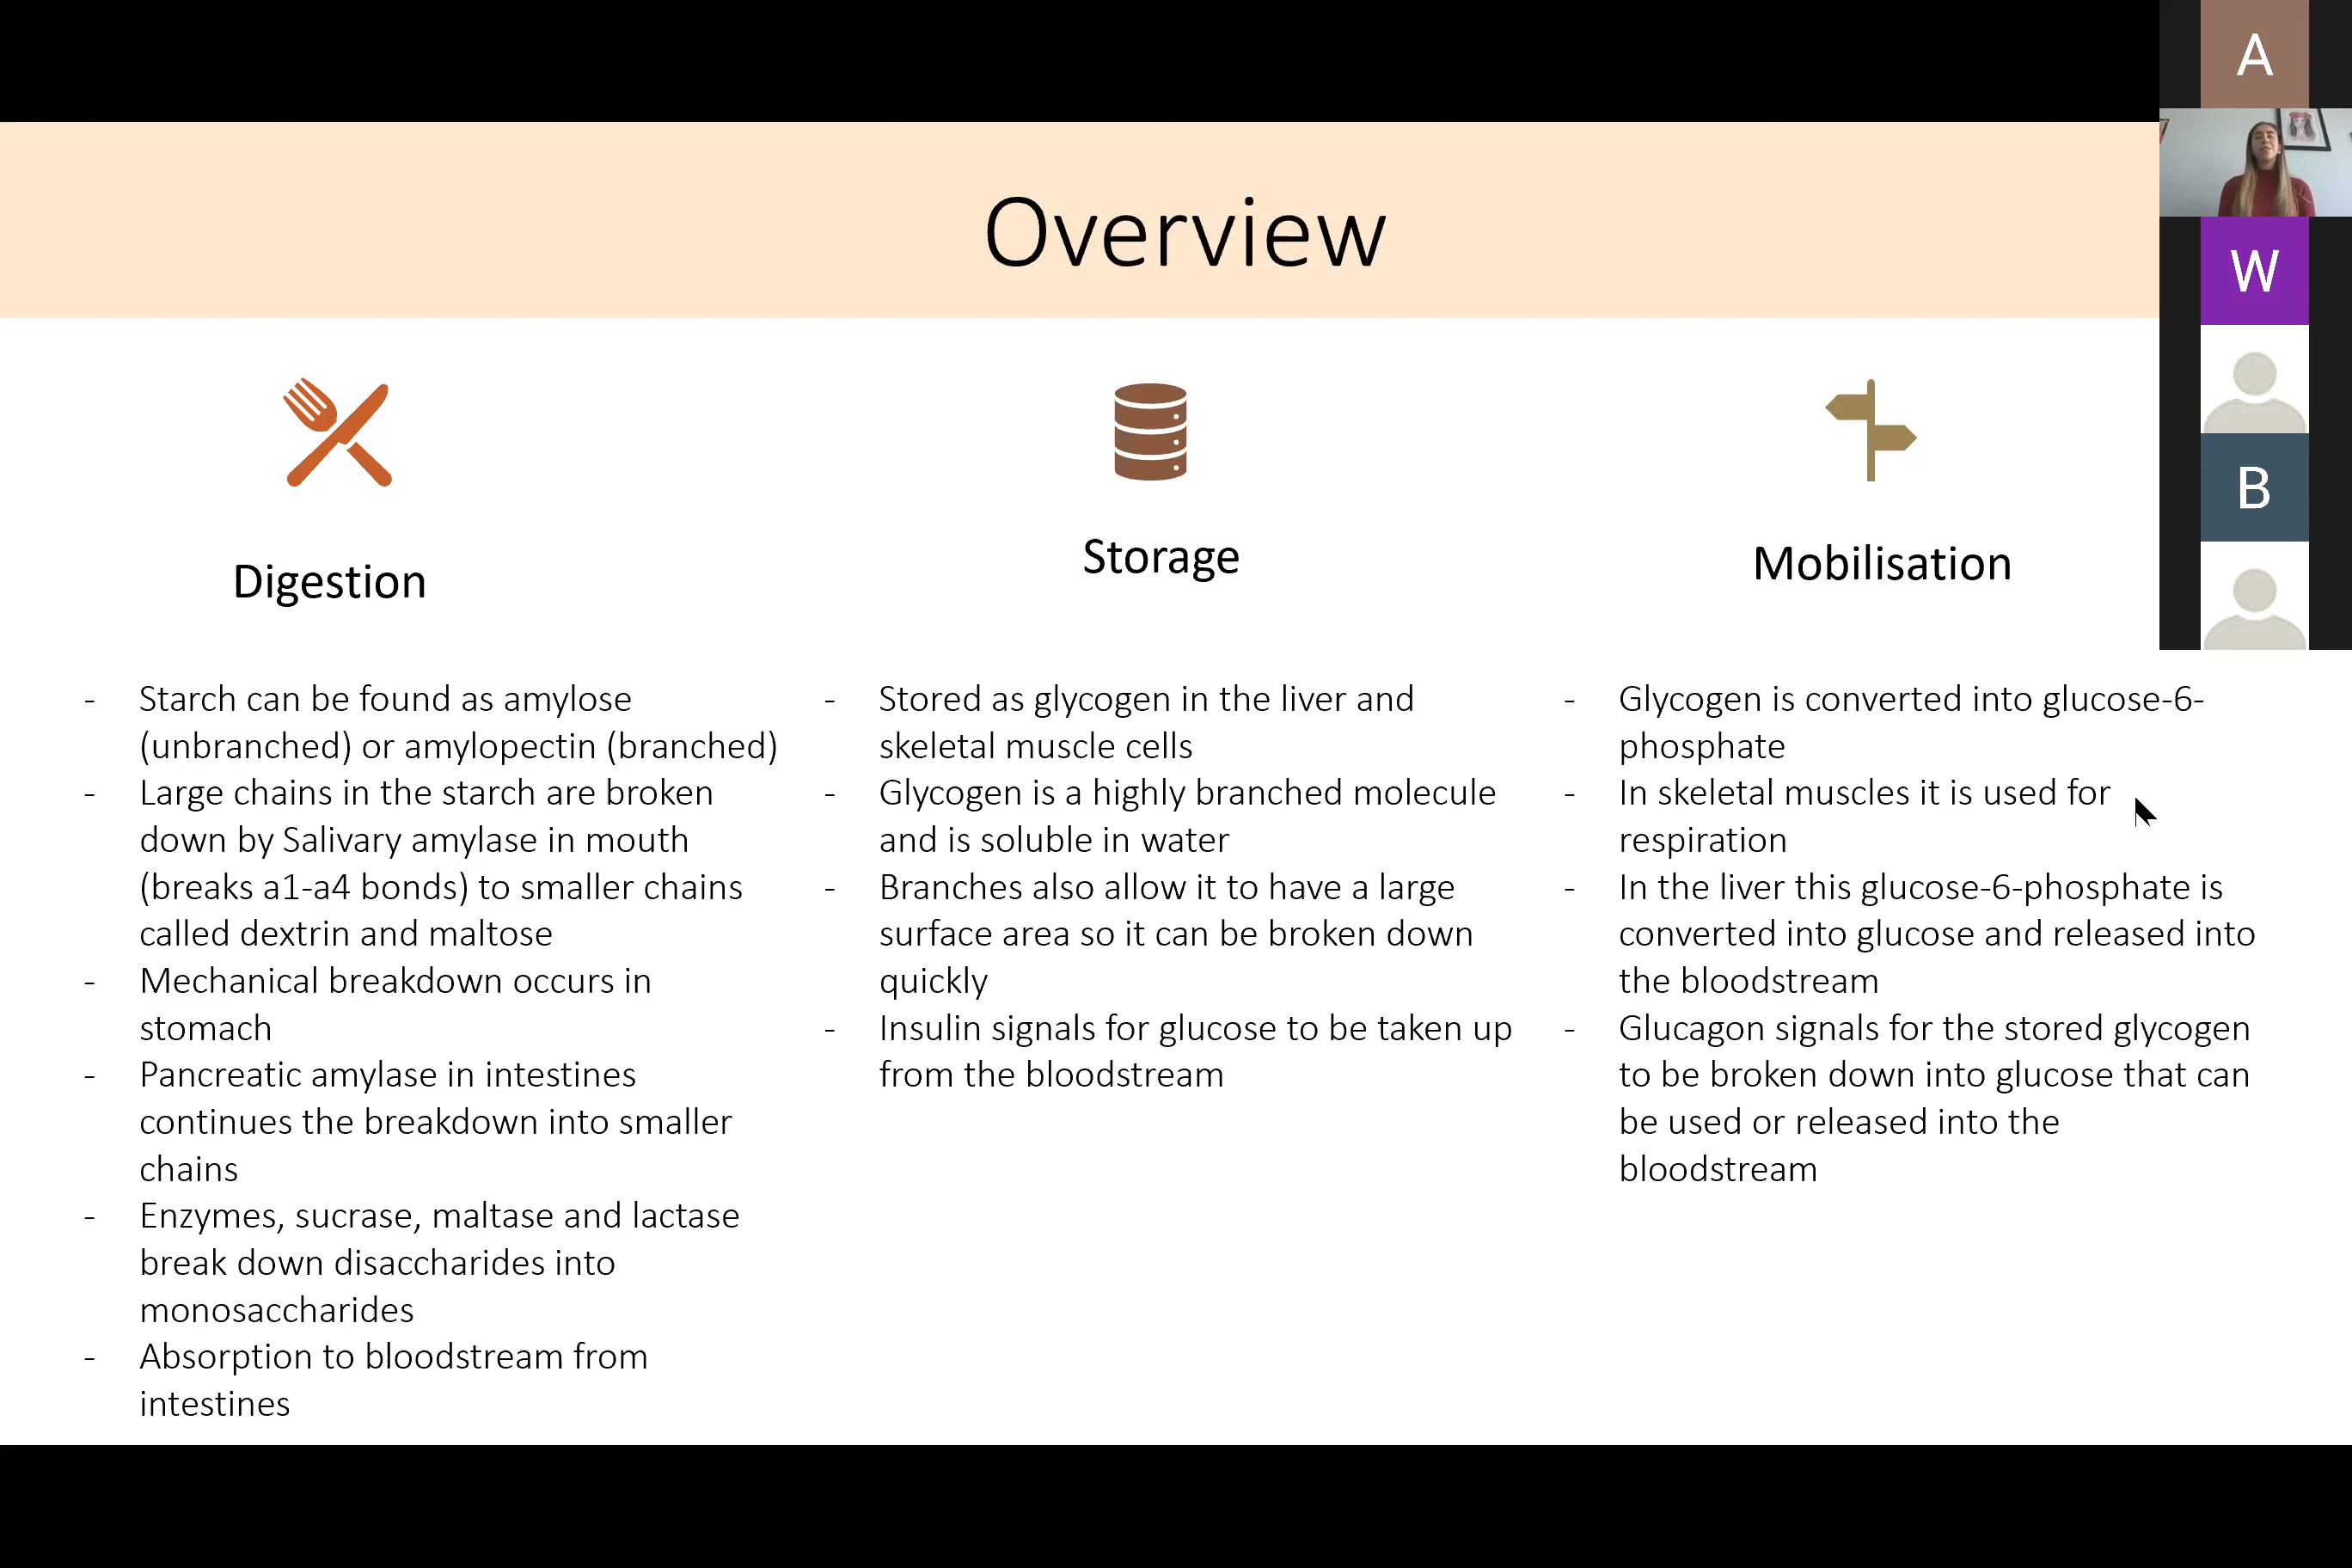 Overview
Digestion
- Starch can be found as amylose
(unbranched) or amylopectin (branched)
- Large chains in the starch are broken
down by Salivary amylase in mouth
(breaks a1-a4 bonds) to smaller chains
called dextrin and maltose
- Mechanical breakdown occurs in
stomach
- Pancreatic amylase in intestines
continues the breakdown into smaller
chains
- Enzymes, sucrase, maltase and lactase
break down disaccharides into
monosaccharides
- Absorption to bloodstream from
intestines
Storage
- Stored as glycogen in the liver and
skeletal muscle cells
- Glycogen is a highly branched molecule
and is soluble in water
- Branches also allow it to have a large
surface area so it can be broken down
quickly
- Insulin signals for glucose to be taken up
from the bloodstream
Mobilisation
- Glycogen is converted into glucose-6-
phosphate
- In skeletal muscles it is used for
respiration
- In the liver this glucose-6-phosphate is
converted into glucose and released into
the bloodstream
- Glucagon signals for the stored glycogen
to be broken down into glucose that can
be used or released into the
bloodstream
A
W
B